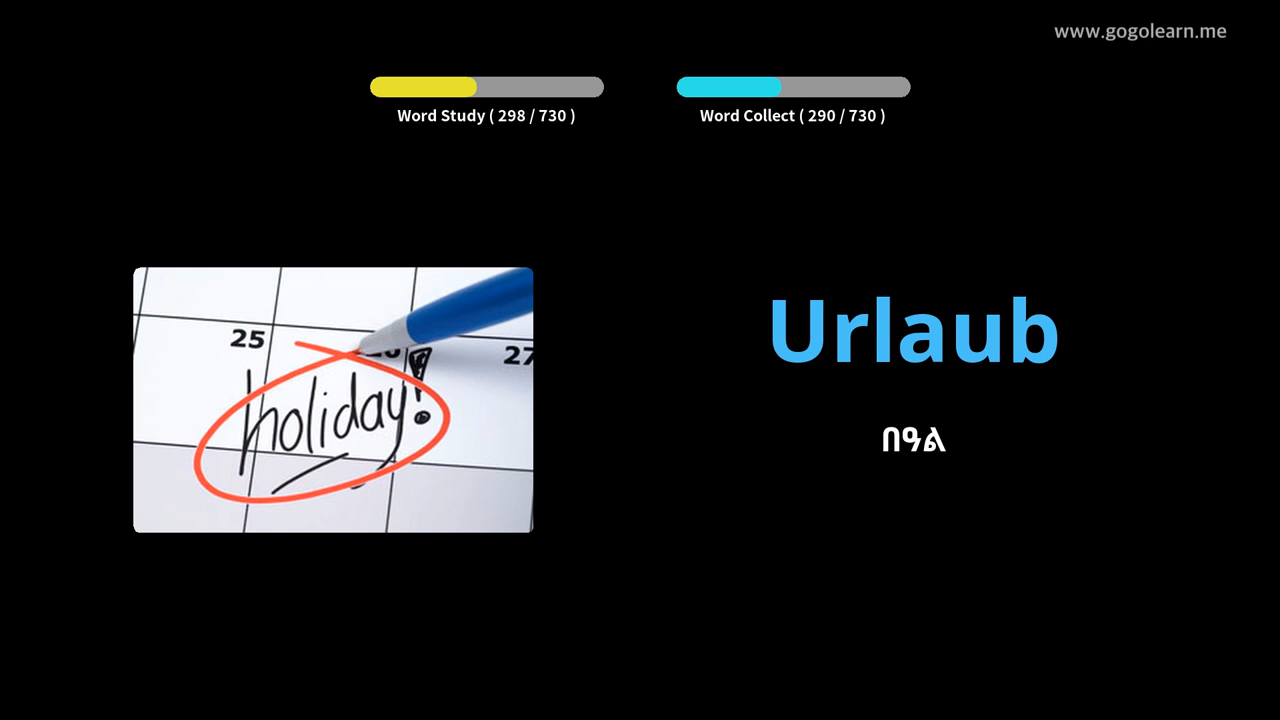 www.gogolearn.me
Word Study ( 298 / 730 )
Word Collect ( 290 / 730 )
25
27
holiday!
Urlaub
በዓል